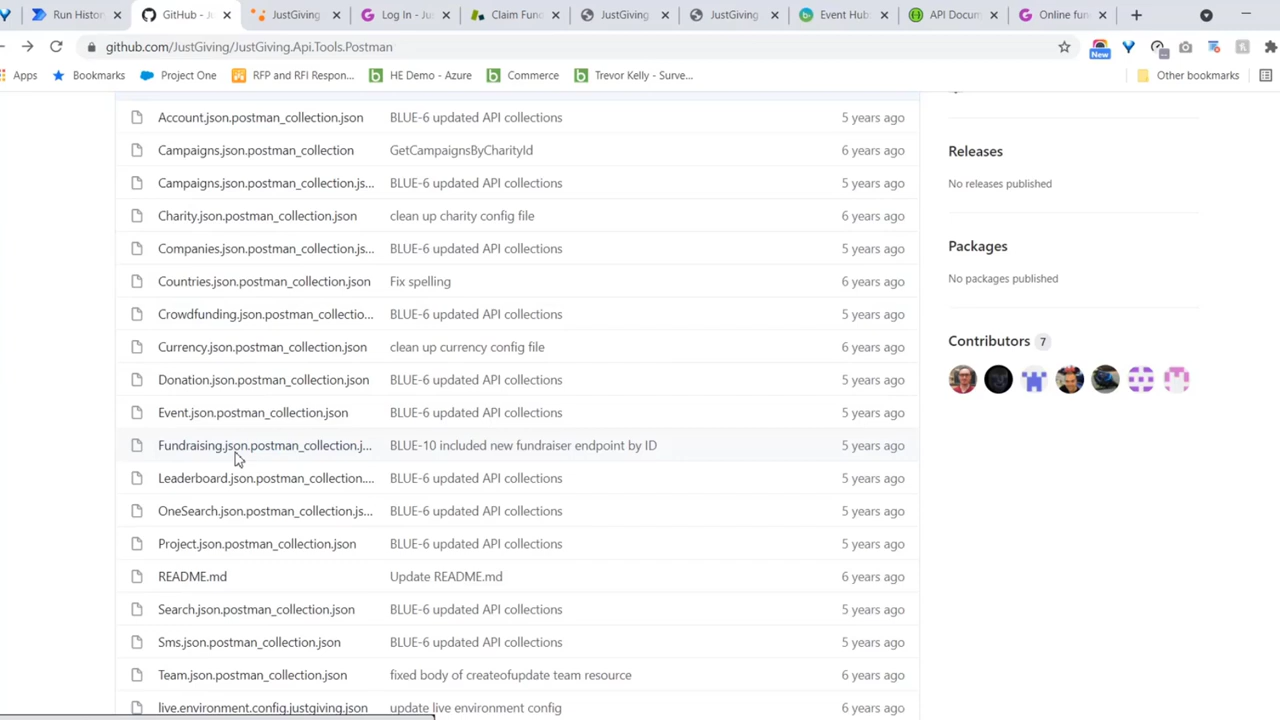 Run Histor
GitHub - Ju
JustGiving
Log In - Jus
Claim Func
JustGiving
JustGiving
Event Hub:
API Docum
Online fun
github.com/JustGiving/JustGiving.Api.Tools.Postman
New
Apps
Bookmarks
Project One
RFP and RFI Respon...
HE Demo - Azure
Commerce
Trevor Kelly - Surve...
Other bookmarks
Account.json.postman_collection.json BLUE-6 updated API collections 5 years ago
Campaigns.json.postman_collection GetCampaignsByCharityId 6 years ago
Campaigns.json.postman_collection.js... BLUE-6 updated API collections 5 years ago
Charity.json.postman_collection.json clean up charity config file 6 years ago
Companies.json.postman_collection.js... BLUE-6 updated API collections 5 years ago
Countries.json.postman_collection.json Fix spelling 6 years ago
Crowdfunding.json.postman_collectio... BLUE-6 updated API collections 5 years ago
Currency.json.postman_collection.json clean up currency config file 6 years ago
Donation.json.postman_collection.json BLUE-6 updated API collections 5 years ago
Event.json.postman_collection.json BLUE-6 updated API collections 5 years ago
Fundraising.json.postman_collection.j... BLUE-10 included new fundraiser endpoint by ID 5 years ago
Leaderboard.json.postman_collection.... BLUE-6 updated API collections 5 years ago
OneSearch.json.postman_collection.js... BLUE-6 updated API collections 5 years ago
Project.json.postman_collection.json BLUE-6 updated API collections 5 years ago
README.md Update README.md 6 years ago
Search.json.postman_collection.json BLUE-6 updated API collections 5 years ago
Sms.json.postman_collection.json BLUE-6 updated API collections 5 years ago
Team.json.postman_collection.json fixed body of createofupdate team resource 6 years ago
live.environment.config.justgiving.json update live environment config 6 years ago
Releases
No releases published
Packages
No packages published
Contributors 7